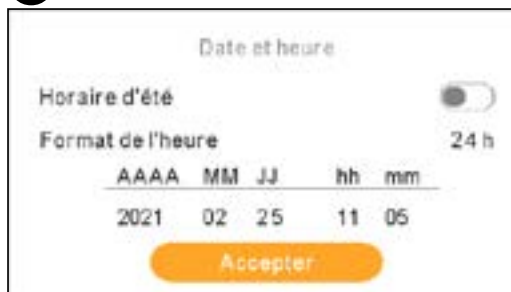 Date et heure
Horaire d'été
Format de l'heure 24 h
AAAA MM JJ hh mm
2021 02 25 11 05
Accepter